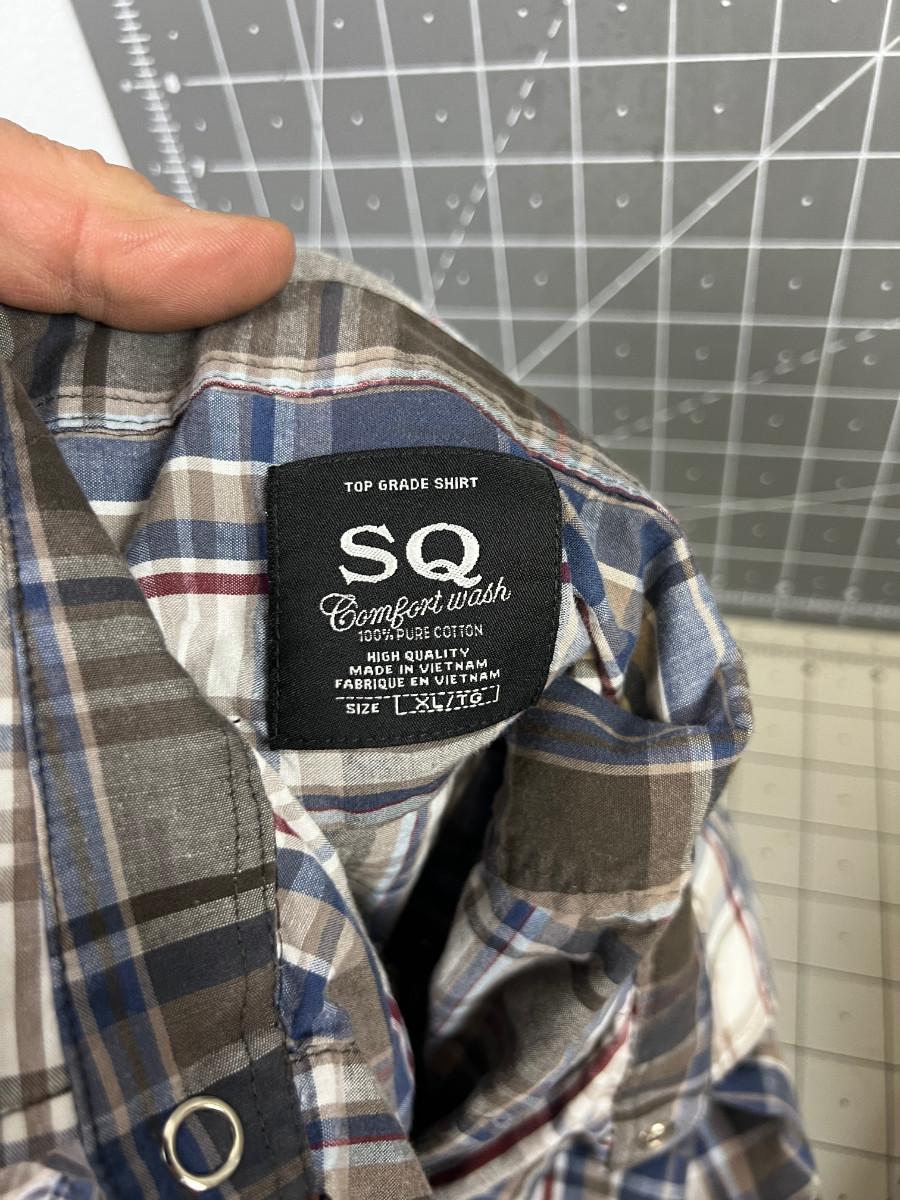 TOP GRADE SHIRT
SQ
Comfort wash
100% PURE COTTON
HIGH QUALITY
MADE IN VIETNAM
FABRIQUE EN VIETNAM
SIZE XL/TG